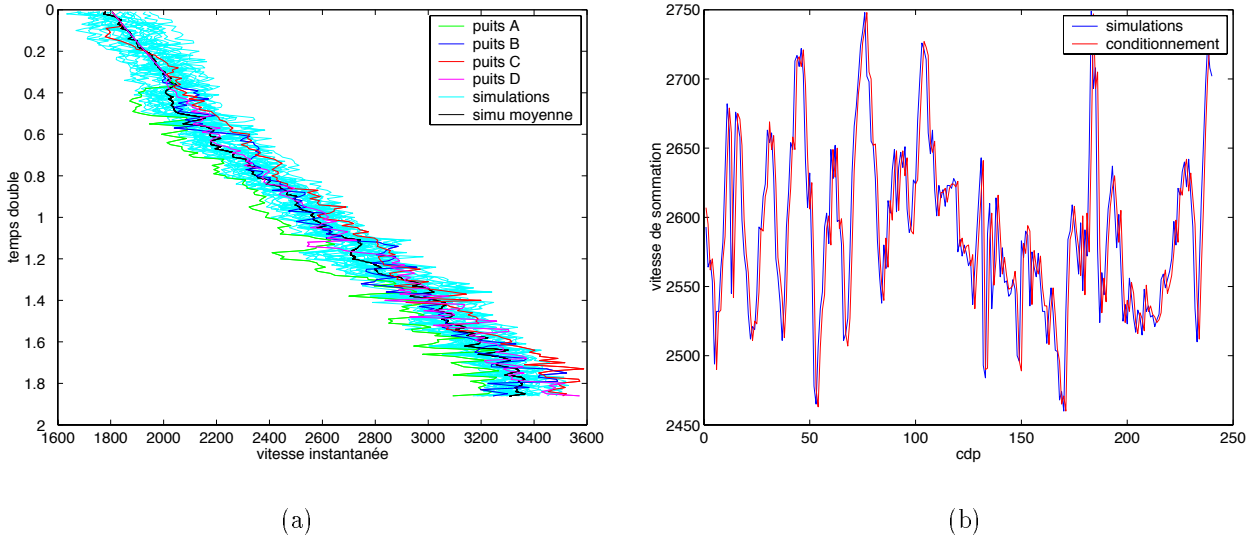 0
0.2
0.4
0.6
0.8
1
1.2
1.4
1.6
1.8
2
temps double
1600
1800
2000
2200
2400
2600
2800
3000
3200
3400
3600
vitesse instantanée
puits A
puits B
puits C
puits D
simulations
simu moyenne
(a)
2750
2700
2650
2600
2550
2500
2450
vitesse de sommation
0
50
100
150
200
250
cdp
simulations
conditionnement
(b)